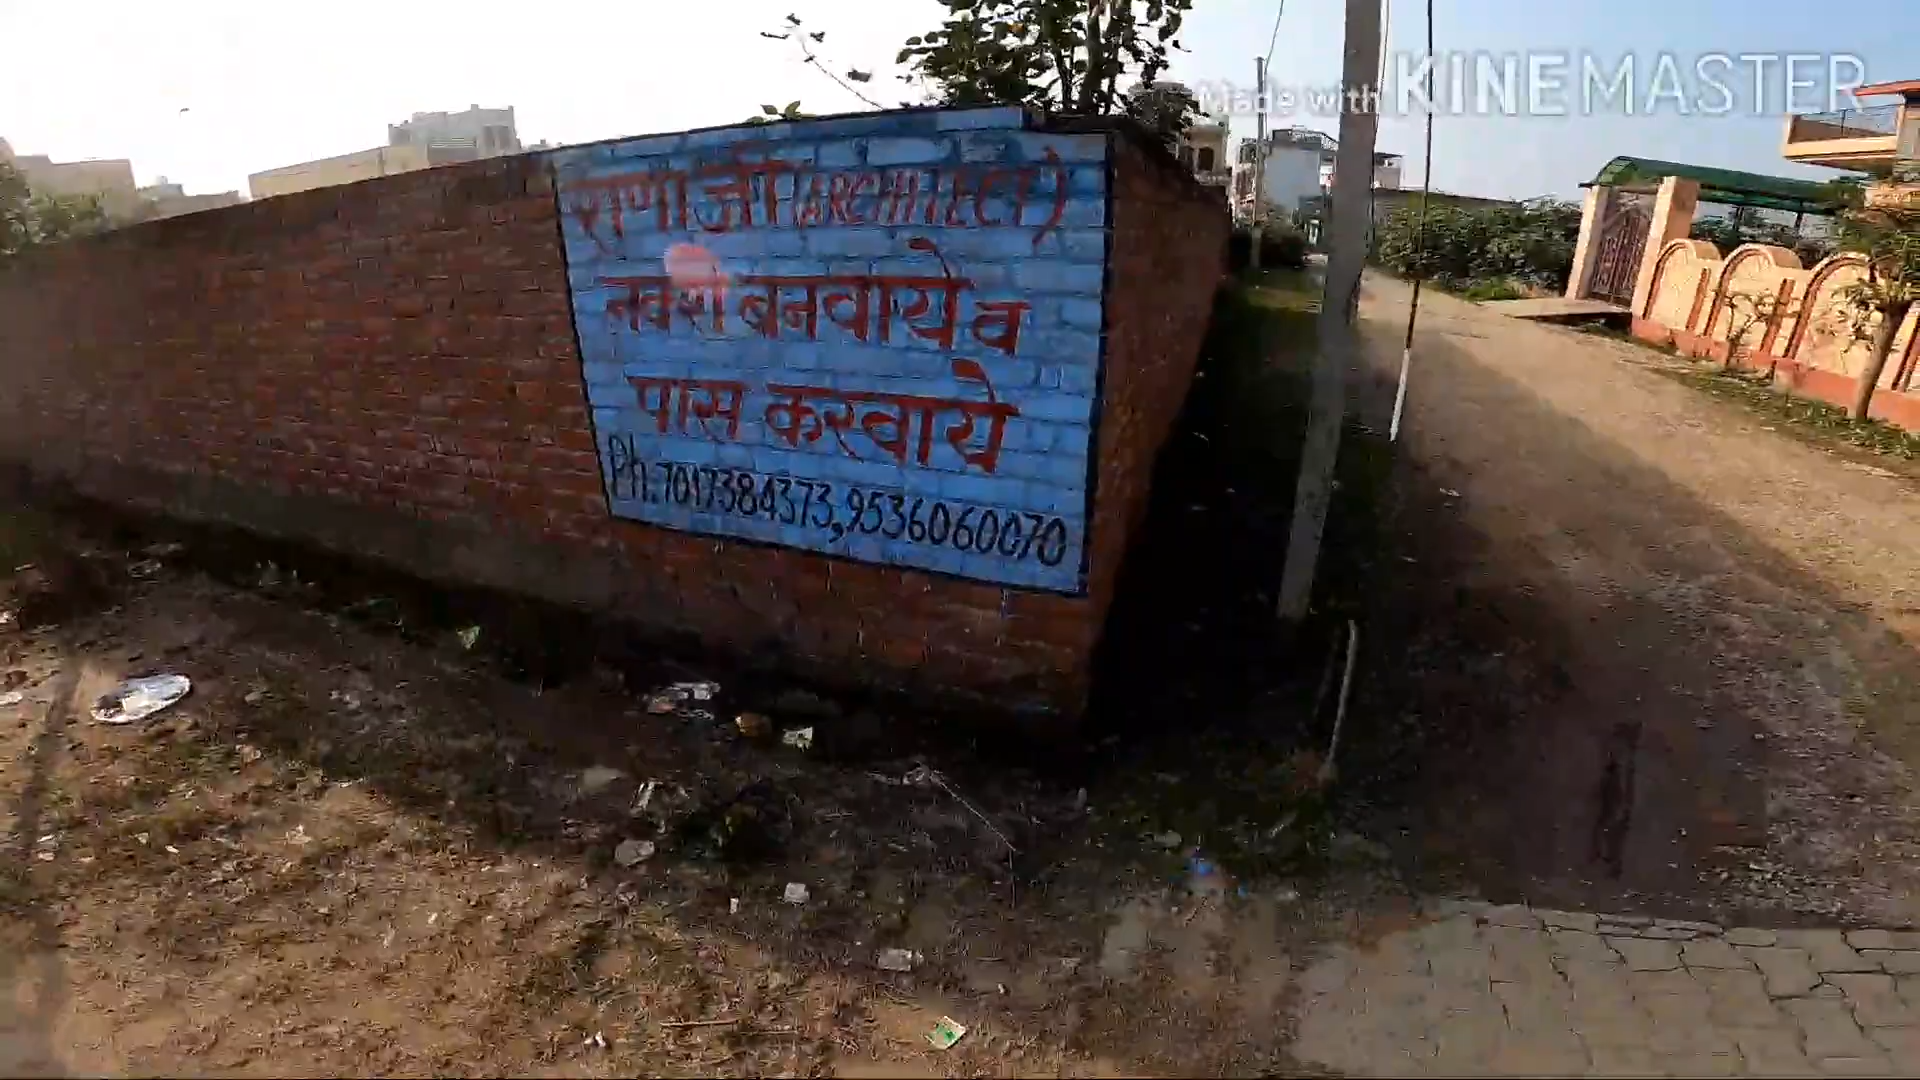 Made with KINEMASTER
राणा जी (ARCHITECT)
नक्शे बनवाये व
पास करवाये
Ph.7017384373,9536060070